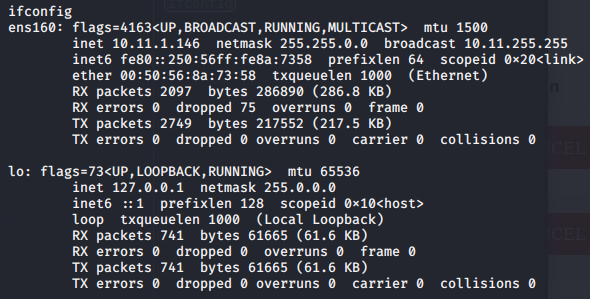 ifconfig
ens160: flags=4163<UP,BROADCAST,RUNNING,MULTICAST>  mtu 1500
        inet 10.11.1.146  netmask 255.255.0.0  broadcast 10.11.255.255
        inet6 fe80::250:56ff:fe8a:7358  prefixlen 64  scopeid 0×20<link>
        ether 00:50:56:8a:73:58  txqueuelen 1000  (Ethernet)
        RX packets 2097  bytes 286890 (286.8 KB)
        RX errors 0  dropped 75  overruns 0  frame 0
        TX packets 2749  bytes 217552 (217.5 KB)
        TX errors 0  dropped 0 overruns 0  carrier 0  collisions 0

lo: flags=73<UP,LOOPBACK,RUNNING>  mtu 65536
        inet 127.0.0.1  netmask 255.0.0.0
        inet6 ::1  prefixlen 128  scopeid 0×10<host>
        loop  txqueuelen 1000  (Local Loopback)
        RX packets 741  bytes 61665 (61.6 KB)
        RX errors 0  dropped 0  overruns 0  frame 0
        TX packets 741  bytes 61665 (61.6 KB)
        TX errors 0  dropped 0 overruns 0  carrier 0  collisions 0